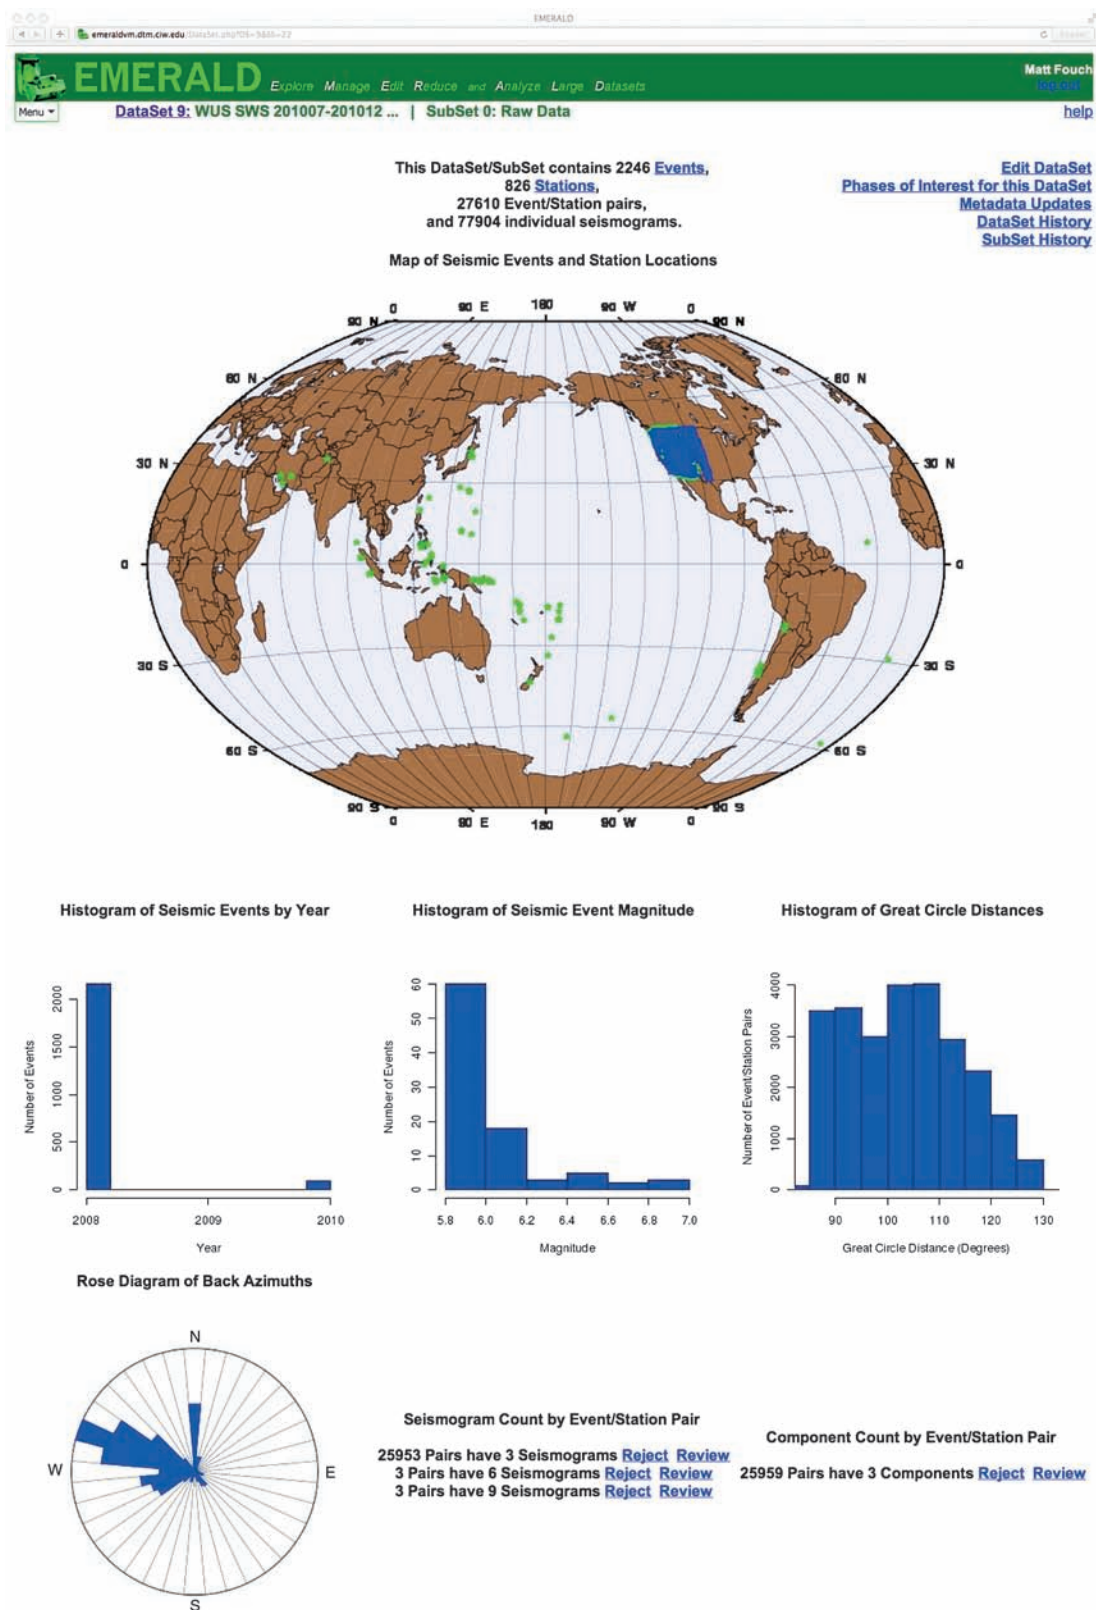 EMERALD
emeraldvm.dtm.ciw.edu
EMERALD Explore Manage Edit Reduce and Analyze Large Datasets
Matt Fouch
log out
Menu
DataSet 9: WUS SWS 201007-201012 ... | SubSet 0: Raw Data
help
This DataSet/SubSet contains 2246 Events,
826 Stations,
27610 Event/Station pairs,
and 77904 individual seismograms.
Edit DataSet
Phases of Interest for this DataSet
Metadata Updates
DataSet History
SubSet History
Map of Seismic Events and Station Locations
0 90 E 180 90 W 0
90 N 90 N
60 N 60 N
30 N 30 N
0 0
30 S 30 S
60 S 60 S
90 S 90 S
0 90 E 180 90 W 0
Histogram of Seismic Events by Year
Number of Events
2000
1500
1000
500
0
2008 2009 2010
Year
Histogram of Seismic Event Magnitude
Number of Events
60
50
40
30
20
10
0
5.8 6.0 6.2 6.4 6.6 6.8 7.0
Magnitude
Histogram of Great Circle Distances
Number of Event/Station Pairs
4000
3000
2000
1000
0
90 100 110 120 130
Great Circle Distance (Degrees)
Rose Diagram of Back Azimuths
N
W E
S
Seismogram Count by Event/Station Pair
25953 Pairs have 3 Seismograms Reject Review
3 Pairs have 6 Seismograms Reject Review
3 Pairs have 9 Seismograms Reject Review
Component Count by Event/Station Pair
25959 Pairs have 3 Components Reject Review